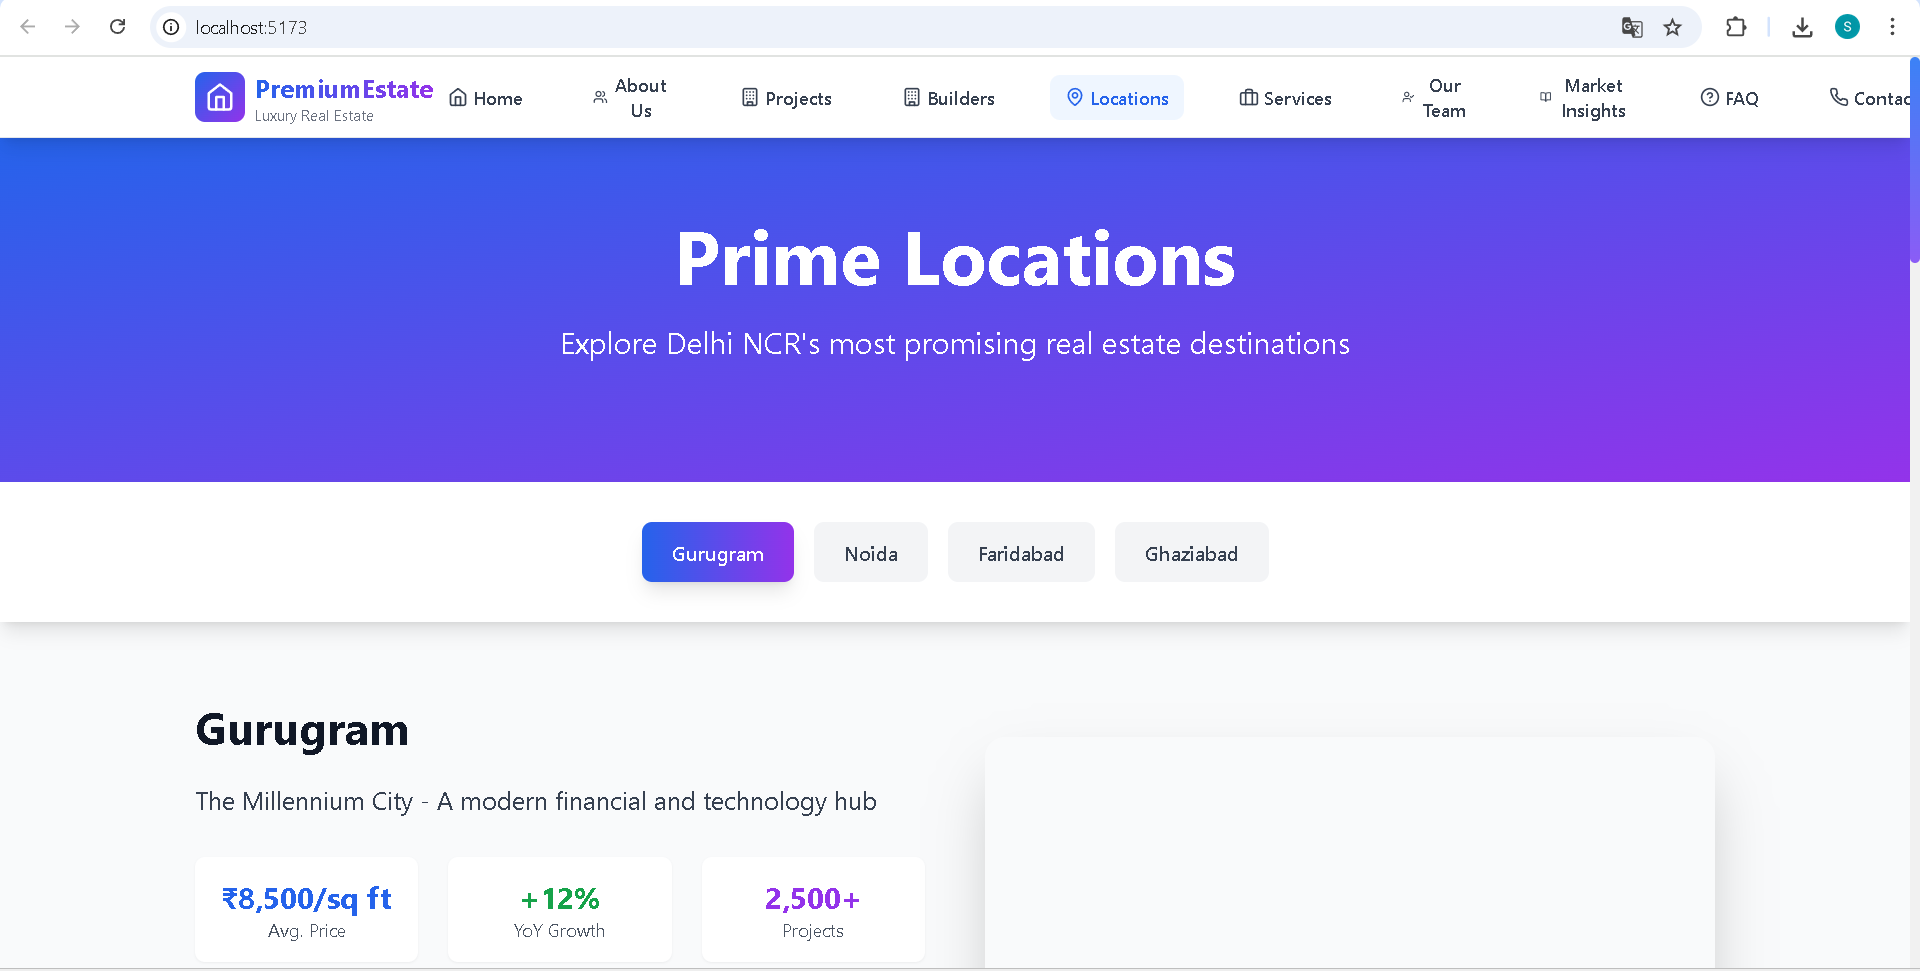 localhost:5173
S
PremiumEstate
Luxury Real Estate
Home
About
Us
Projects
Builders
Locations
Services
Our
Team
Market
Insights
FAQ
Contac
Prime Locations
Explore Delhi NCR's most promising real estate destinations
Gurugram
Noida
Faridabad
Ghaziabad
Gurugram
The Millennium City - A modern financial and technology hub
₹8,500/sq ft
Avg. Price
+12%
YoY Growth
2,500+
Projects